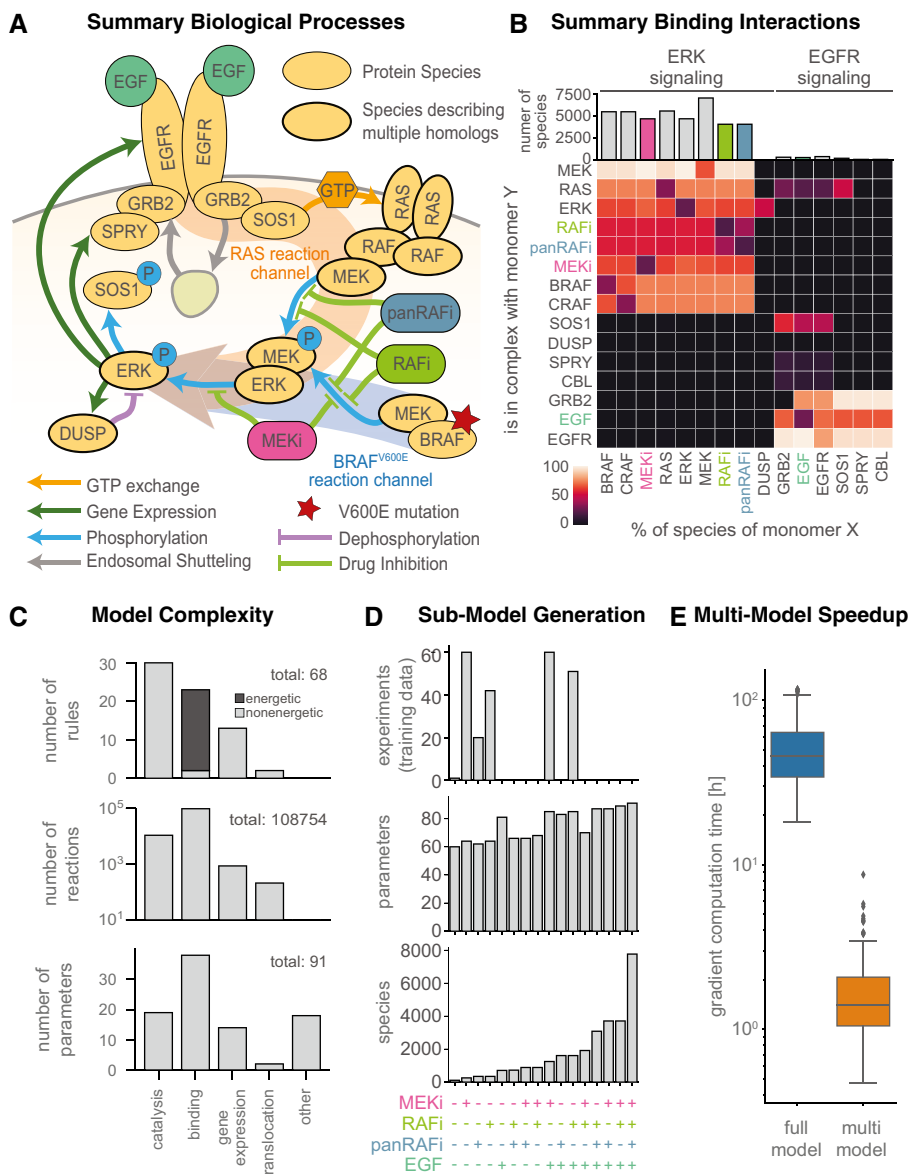 A Summary Biological Processes
EGF
EGF
EGFR
EGFR
Protein Species
Species describing
multiple homologs
GRB2
GRB2
SPRY
SOS1
GTP
RAS
RAS
RAF
RAF
MEK
RAS reaction
channel
SOS1
P
panRAFi
RAFi
MEKi
MEK
P
ERK
ERK
P
DUSP
MEK
BRAF
BRAFV600E
reaction channel
GTP exchange
Gene Expression
Phosphorylation
Endosomal Shutteling
V600E mutation
Dephosphorylation
Drug Inhibition
B Summary Binding Interactions
ERK
signaling
EGFR
signaling
numer of
species
7500
5000
2500
0
is in complex with monomer Y
MEK
RAS
ERK
RAFi
panRAFi
MEKi
BRAF
CRAF
SOS1
DUSP
SPRY
CBL
GRB2
EGF
EGFR
100
50
0
BRAF
CRAF
MEKi
RAS
ERK
MEK
RAFi
panRAFi
DUSP
GRB2
EGF
EGFR
SOS1
SPRY
CBL
% of species of monomer X
C Model Complexity
number of
rules
30
20
10
0
total: 68
energetic
nonenergetic
number of
reactions
10^5
10^3
10^1
total: 108754
number of
parameters
30
20
10
0
total: 91
catalysis
binding
gene
expression
translocation
other
D Sub-Model Generation
experiments
(training data)
60
40
20
0
parameters
80
60
40
20
0
species
8000
6000
4000
2000
0
MEKi - + - - - - + + - - - + - + + +
RAFi
panRAFi
EGF
E Multi-Model Speedup
gradient computation time [h]
10^2
10^1
10^0
full
model
multi
model